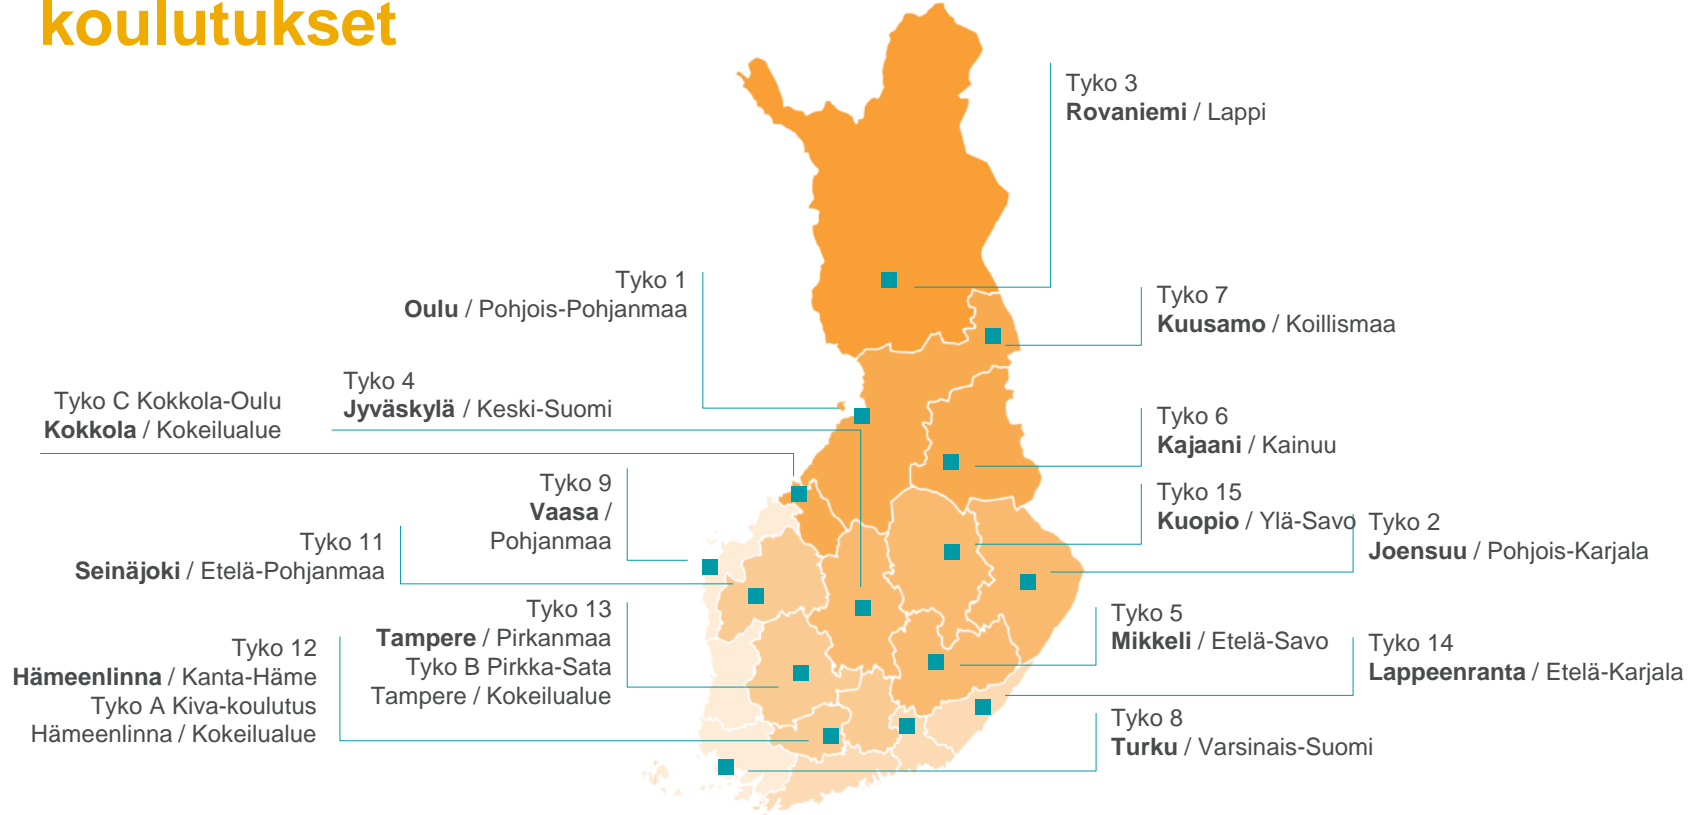 koulutukset
Tyko 3
Rovaniemi / Lappi
Tyko 1
Oulu / Pohjois-Pohjanmaa
Tyko 7
Kuusamo / Koillismaa
Tyko 4
Jyväskylä / Keski-Suomi
Tyko C Kokkola-Oulu
Kokkola / Kokeilualue
Tyko 6
Kajaani / Kainuu
Tyko 9
Vaasa /
Pohjanmaa
Tyko 15
Kuopio / Ylä-Savo
Tyko 2
Joensuu / Pohjois-Karjala
Tyko 11
Seinäjoki / Etelä-Pohjanmaa
Tyko 13
Tampere / Pirkanmaa
Tyko B Pirkka-Sata
Tampere / Kokeilualue
Tyko 5
Mikkeli / Etelä-Savo
Tyko 14
Lappeenranta / Etelä-Karjala
Tyko 12
Hämeenlinna / Kanta-Häme
Tyko A Kiva-koulutus
Hämeenlinna / Kokeilualue
Tyko 8
Turku / Varsinais-Suomi